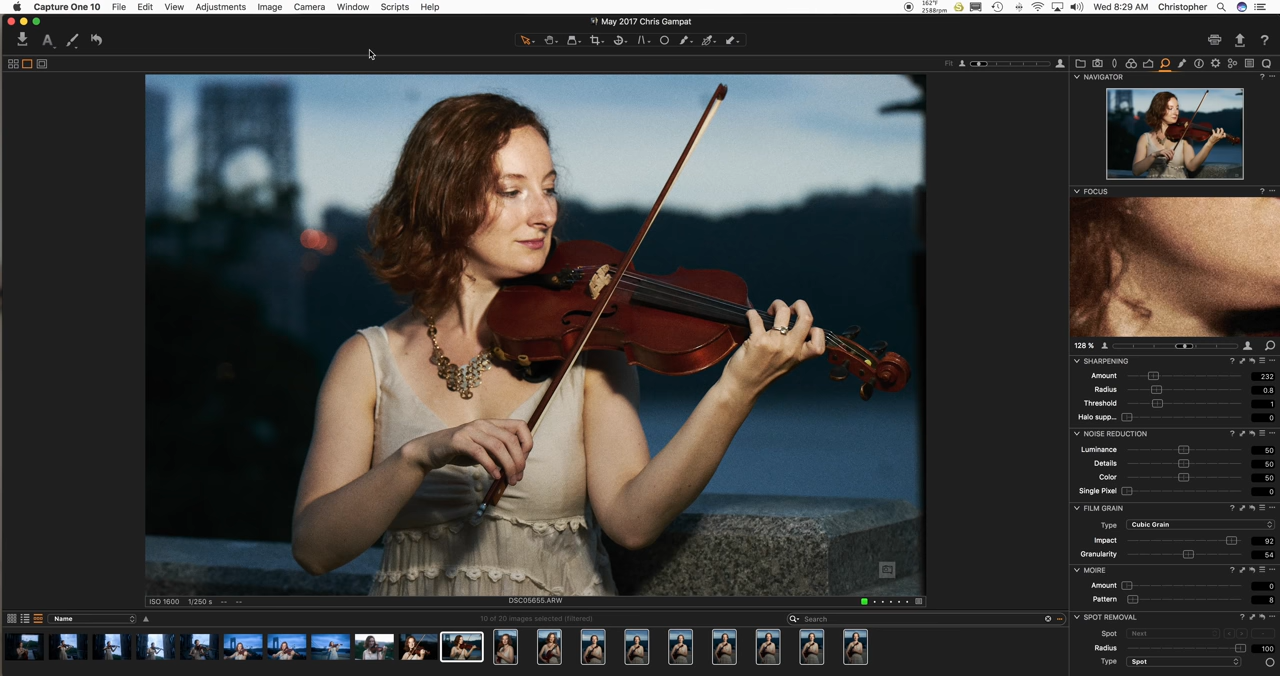 Capture One 10 File Edit View Adjustments Image Camera Window Scripts Help 162°F 2588rpm Wed 8:29 AM Christopher
May 2017 Chris Gampat
A ?
Fit
NAVIGATOR ? ...
FOCUS ? ...
128 %
SHARPENING ? ...
Amount 232
Radius 0.8
Threshold 1
Halo supp... 0
NOISE REDUCTION ? ...
Luminance 50
Details 50
Color 50
Single Pixel 0
FILM GRAIN ? ...
Type Cubic Grain
Impact 92
Granularity 54
MOIRE ? ...
Amount 0
Pattern 8
SPOT REMOVAL ? ...
Spot Next
Radius 100
Type Spot
ISO 1600 1/250 s -- -- DSC05655.ARW
Name 10 of 20 images selected (filtered) Search